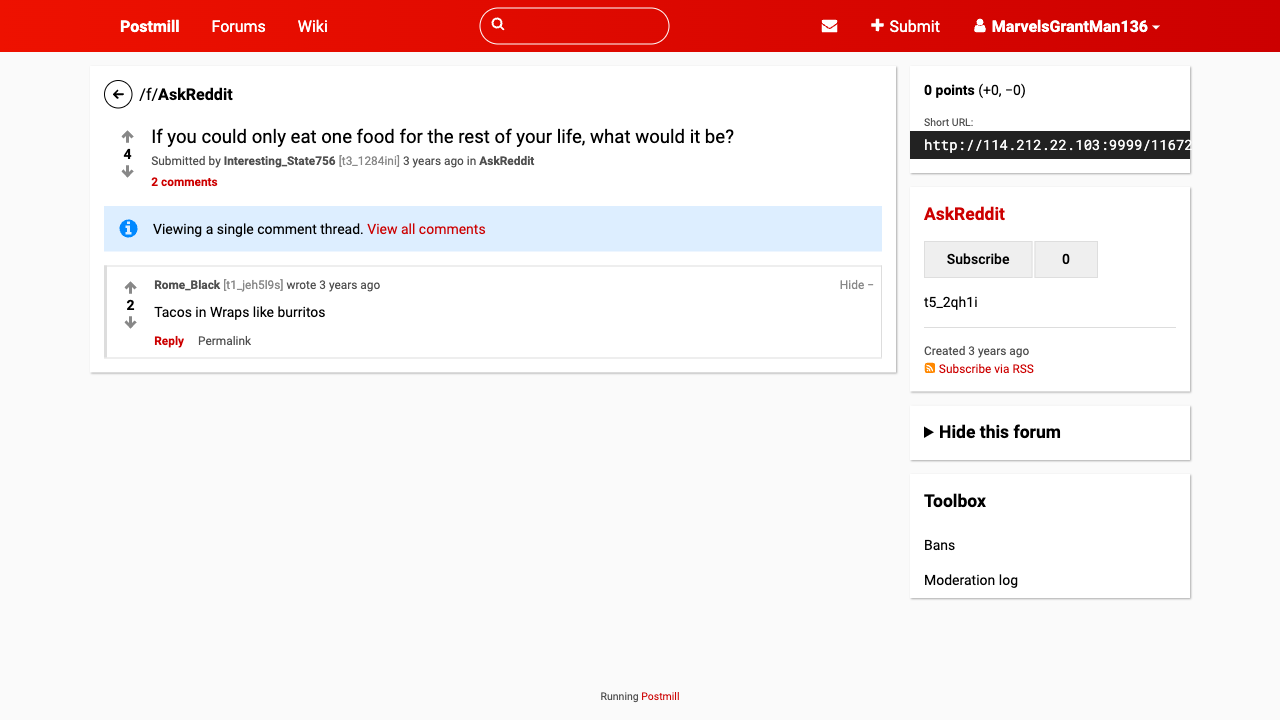 Postmill Forums Wiki Submit MarvelsGrantMan136
/f/AskReddit
If you could only eat one food for the rest of your life, what would it be?
4
Submitted by Interesting_State756 [t3_1284ini] 3 years ago in AskReddit
2 comments
Viewing a single comment thread. View all comments
Rome_Black [t1_jeh5l9s] wrote 3 years ago Hide −
2
Tacos in Wraps like burritos
Reply Permalink
0 points (+0, −0)
Short URL:
http://114.212.22.103:9999/11672
AskReddit
Subscribe 0
t5_2qh1i
Created 3 years ago
Subscribe via RSS
Hide this forum
Toolbox
Bans
Moderation log
Running Postmill